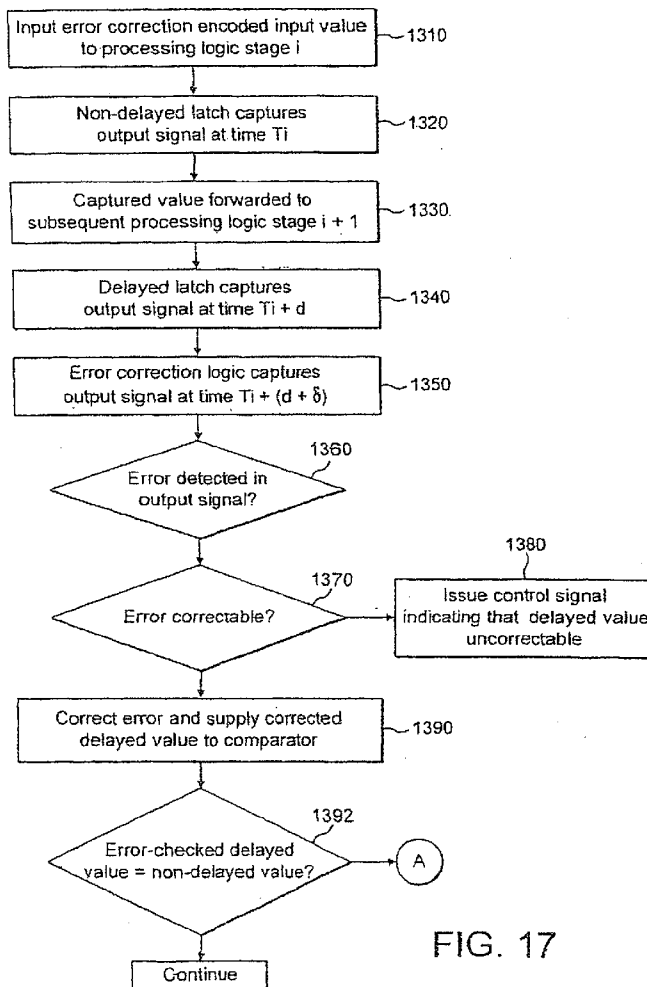 Input error correction encoded input value
to processing logic stage i
1310
Non-delayed latch captures
output signal at time Ti
1320
Captured value forwarded to
subsequent processing logic stage i + 1
1330
Delayed latch captures
output signal at time Ti + d
1340
Error correction logic captures
output signal at time Ti + (d + δ)
1350
1360
Error detected in
output signal?
1370
Error correctable?
1380
Issue control signal
indicating that delayed value
uncorrectable
Correct error and supply corrected
delayed value to comparator
1390
1392
Error-checked delayed
value = non-delayed value?
A
Continue
FIG. 17